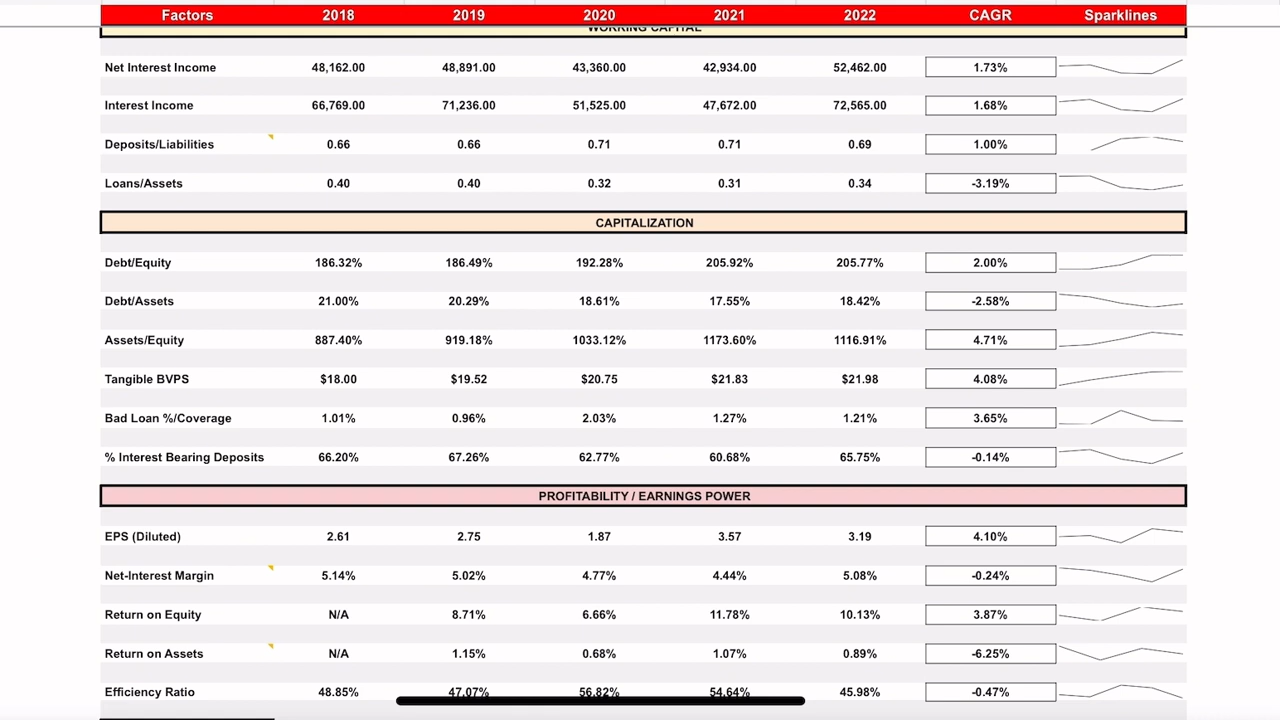 Factors 2018 2019 2020 2021 2022 CAGR Sparklines
WORKING CAPITAL
Net Interest Income 48,162.00 48,891.00 43,360.00 42,934.00 52,462.00 1.73%
Interest Income 66,769.00 71,236.00 51,525.00 47,672.00 72,565.00 1.68%
Deposits/Liabilities 0.66 0.66 0.71 0.71 0.69 1.00%
Loans/Assets 0.40 0.40 0.32 0.31 0.34 -3.19%
CAPITALIZATION
Debt/Equity 186.32% 186.49% 192.28% 205.92% 205.77% 2.00%
Debt/Assets 21.00% 20.29% 18.61% 17.55% 18.42% -2.58%
Assets/Equity 887.40% 919.18% 1033.12% 1173.60% 1116.91% 4.71%
Tangible BVPS $18.00 $19.52 $20.75 $21.83 $21.98 4.08%
Bad Loan %/Coverage 1.01% 0.96% 2.03% 1.27% 1.21% 3.65%
% Interest Bearing Deposits 66.20% 67.26% 62.77% 60.68% 65.75% -0.14%
PROFITABILITY / EARNINGS POWER
EPS (Diluted) 2.61 2.75 1.87 3.57 3.19 4.10%
Net-Interest Margin 5.14% 5.02% 4.77% 4.44% 5.08% -0.24%
Return on Equity N/A 8.71% 6.66% 11.78% 10.13% 3.87%
Return on Assets N/A 1.15% 0.68% 1.07% 0.89% -6.25%
Efficiency Ratio 48.85% 47.07% 56.82% 54.64% 45.98% -0.47%